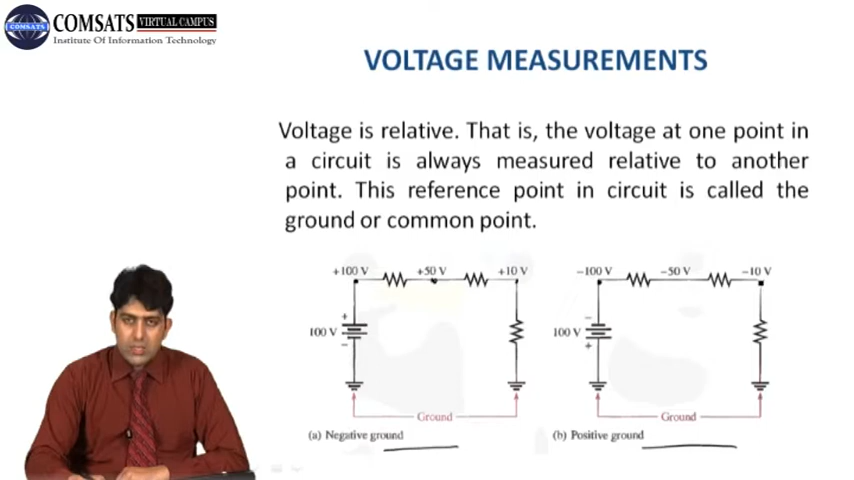 COMSATS VIRTUAL CAMPUS
COMSATS
Institute Of Information Technology
VOLTAGE MEASUREMENTS
Voltage is relative. That is, the voltage at one point in
a circuit is always measured relative to another
point. This reference point in circuit is called the
ground or common point.
+100 V +50 V +10 V
+
100 V
−
Ground
(a) Negative ground
−100 V −50 V −10 V
−
100 V
+
Ground
(b) Positive ground